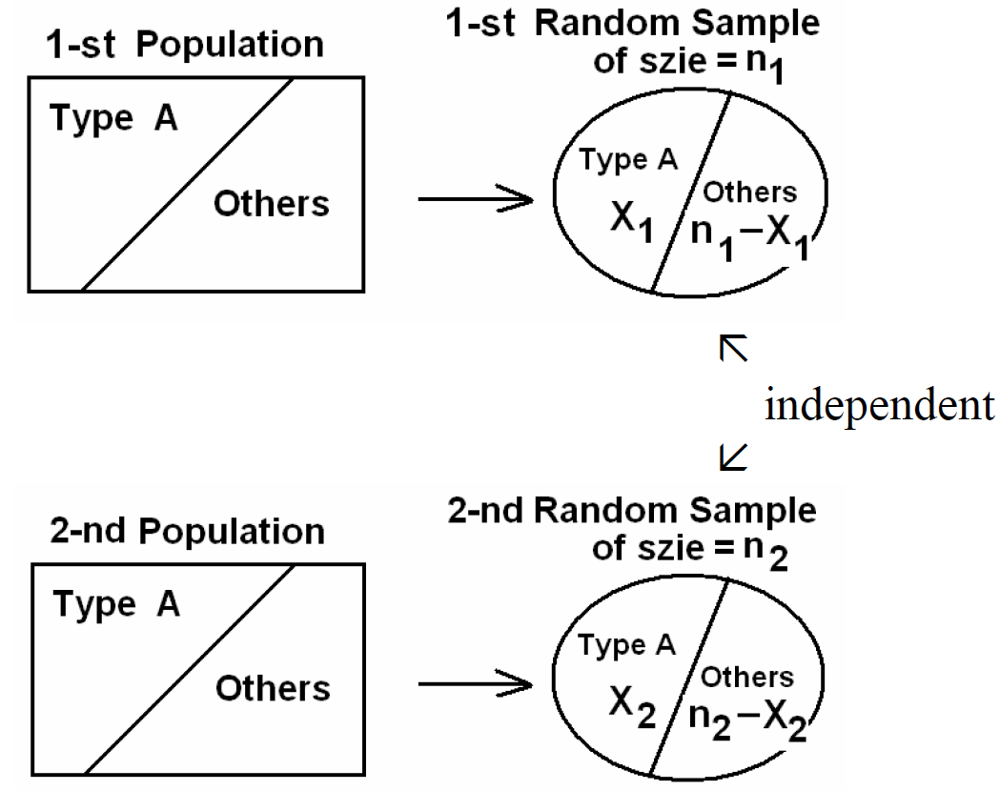 1-st Population
Type A
Others
1-st Random Sample
of szie = n1
Type A
X1
Others
n1–X1
independent
2-nd Population
Type A
Others
2-nd Random Sample
of szie = n2
Type A
X2
Others
n2–X2